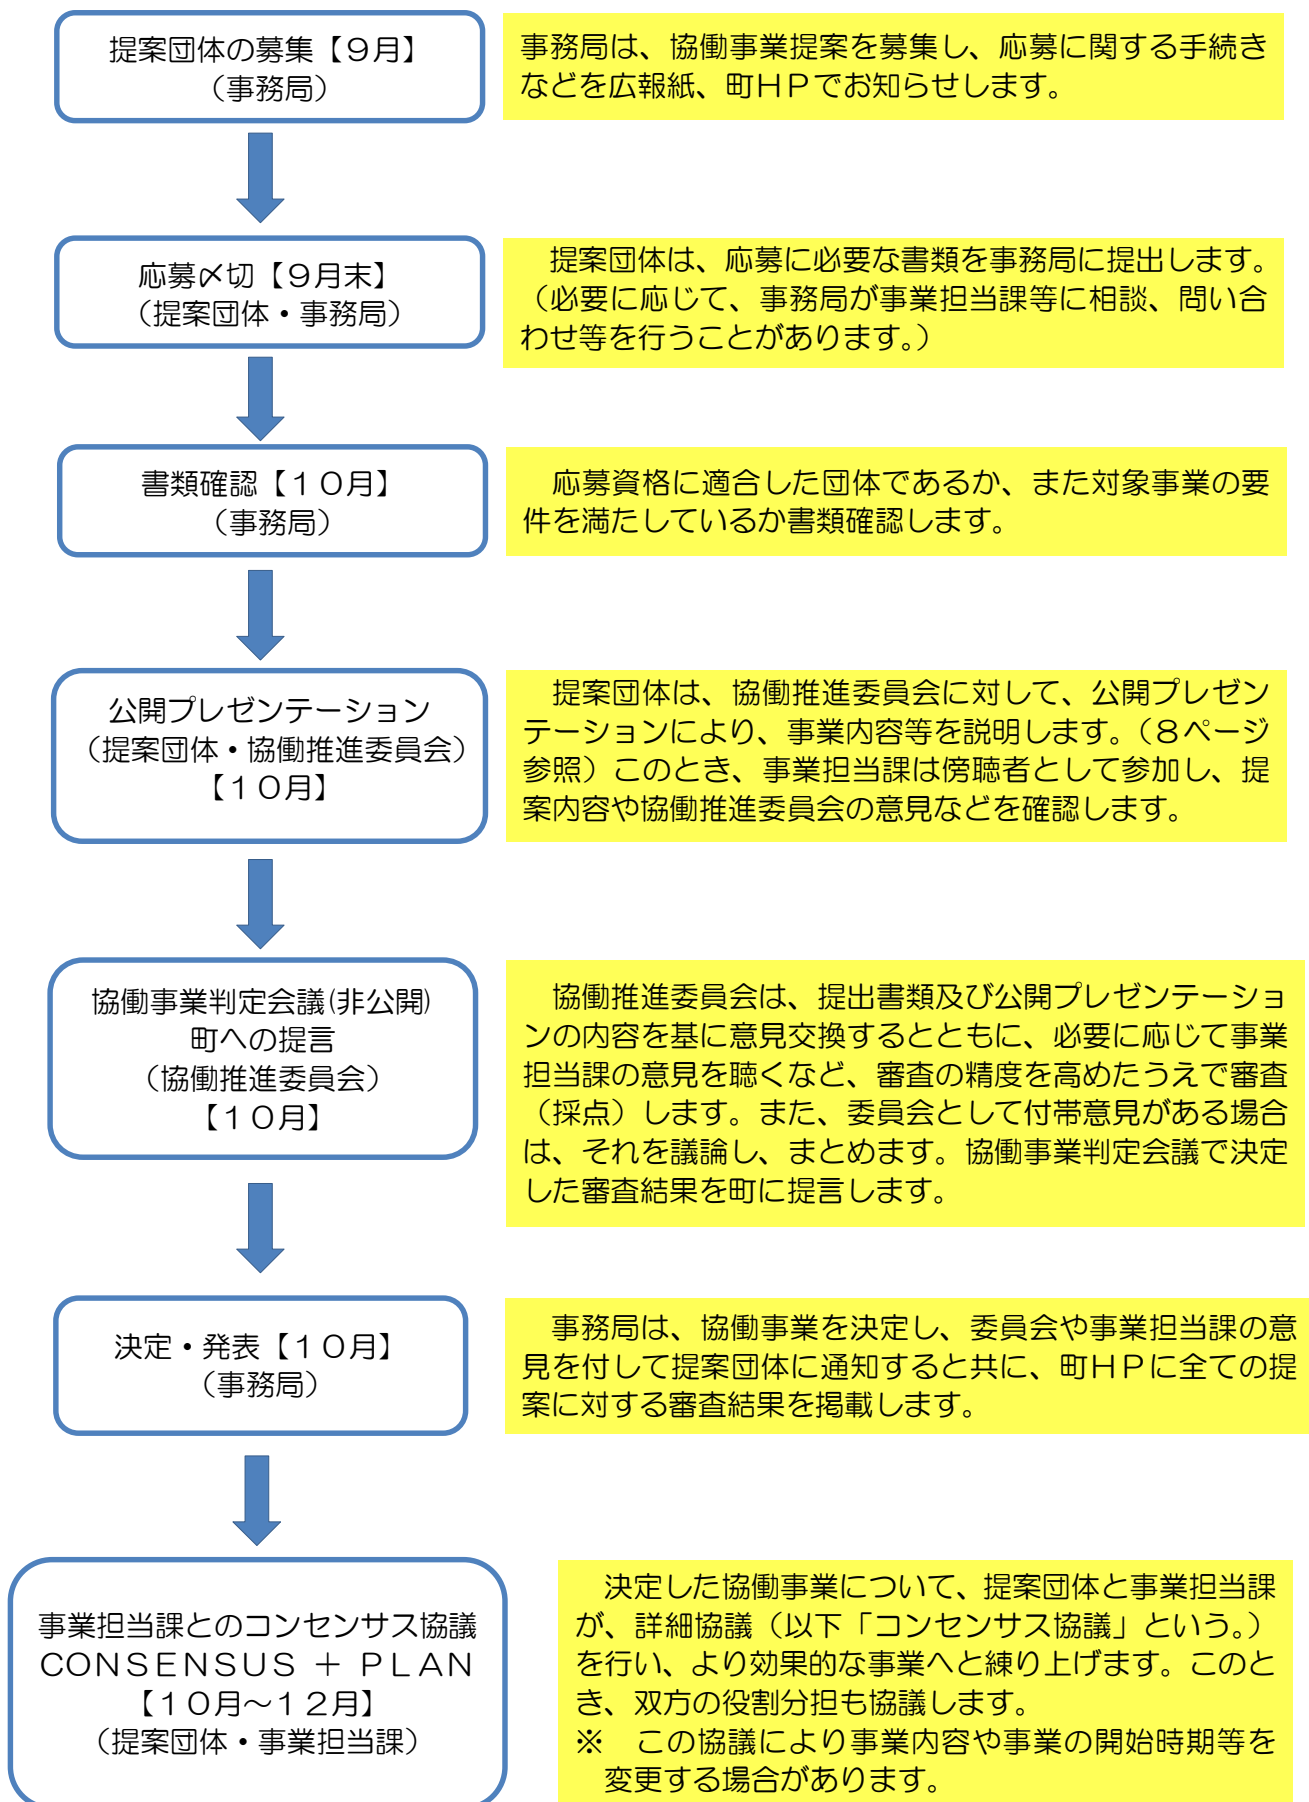 提案団体の募集【９月】
（事務局）
事務局は、協働事業提案を募集し、応募に関する手続き
などを広報紙、町ＨＰでお知らせします。
応募〆切【９月末】
（提案団体・事務局）
提案団体は、応募に必要な書類を事務局に提出します。
（必要に応じて、事務局が事業担当課等に相談、問い合
わせ等を行うことがあります。）
書類確認【１０月】
（事務局）
応募資格に適合した団体であるか、また対象事業の要
件を満たしているか書類確認します。
公開プレゼンテーション
（提案団体・協働推進委員会）
【１０月】
提案団体は、協働推進委員会に対して、公開プレゼン
テーションにより、事業内容等を説明します。（８ページ
参照）このとき、事業担当課は傍聴者として参加し、提
案内容や協働推進委員会の意見などを確認します。
協働事業判定会議(非公開)
町への提言
（協働推進委員会）
【１０月】
協働推進委員会は、提出書類及び公開プレゼンテーショ
ンの内容を基に意見交換するとともに、必要に応じて事業
担当課の意見を聴くなど、審査の精度を高めたうえで審査
（採点）します。また、委員会として付帯意見がある場合
は、それを議論し、まとめます。協働事業判定会議で決定
した審査結果を町に提言します。
決定・発表【１０月】
（事務局）
事務局は、協働事業を決定し、委員会や事業担当課の意
見を付して提案団体に通知すると共に、町ＨＰに全ての提
案に対する審査結果を掲載します。
事業担当課とのコンセンサス協議
ＣＯＮＳＥＮＳＵＳ　＋　ＰＬＡＮ
【１０月～１２月】
（提案団体・事業担当課）
決定した協働事業について、提案団体と事業担当課
が、詳細協議（以下「コンセンサス協議」という。）
を行い、より効果的な事業へと練り上げます。このと
き、双方の役割分担も協議します。
※　この協議により事業内容や事業の開始時期等を
変更する場合があります。